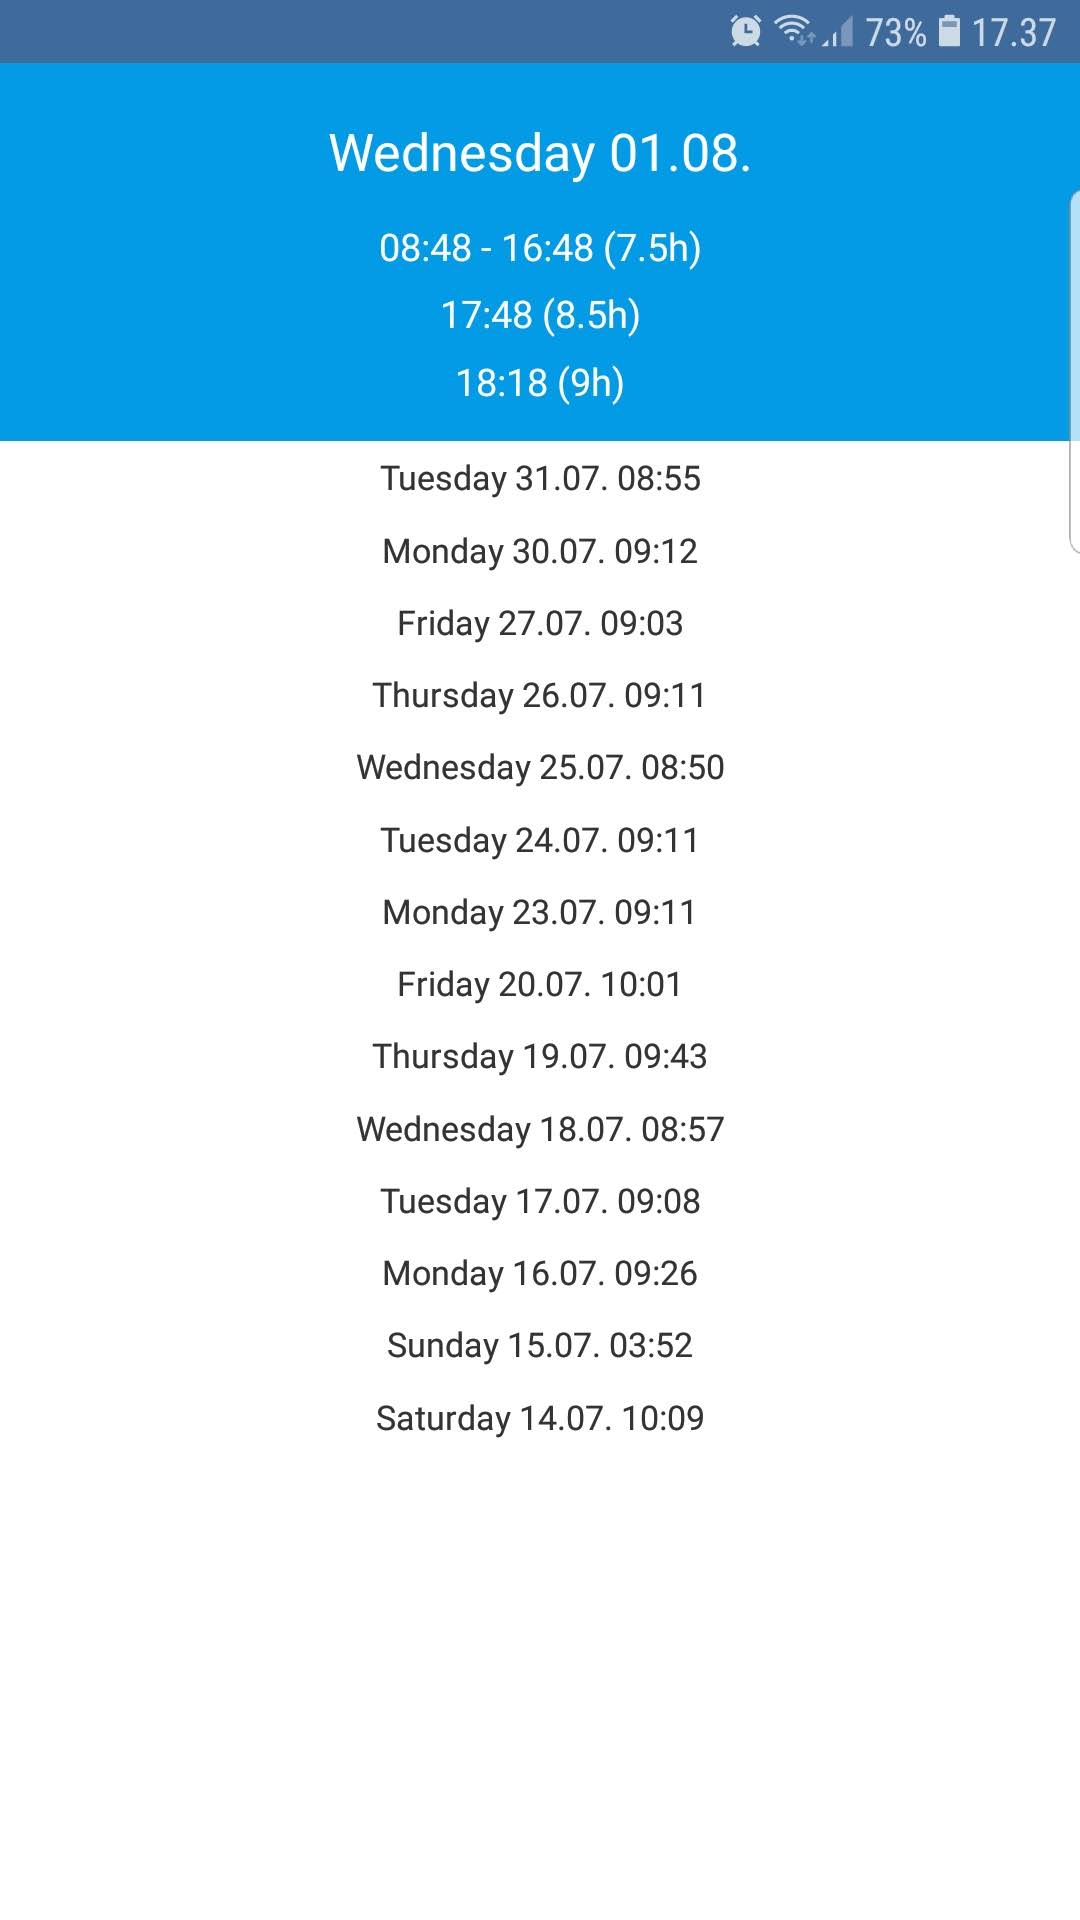 73% 17.37
Wednesday 01.08.
08:48 - 16:48 (7.5h)
17:48 (8.5h)
18:18 (9h)
Tuesday 31.07. 08:55
Monday 30.07. 09:12
Friday 27.07. 09:03
Thursday 26.07. 09:11
Wednesday 25.07. 08:50
Tuesday 24.07. 09:11
Monday 23.07. 09:11
Friday 20.07. 10:01
Thursday 19.07. 09:43
Wednesday 18.07. 08:57
Tuesday 17.07. 09:08
Monday 16.07. 09:26
Sunday 15.07. 03:52
Saturday 14.07. 10:09